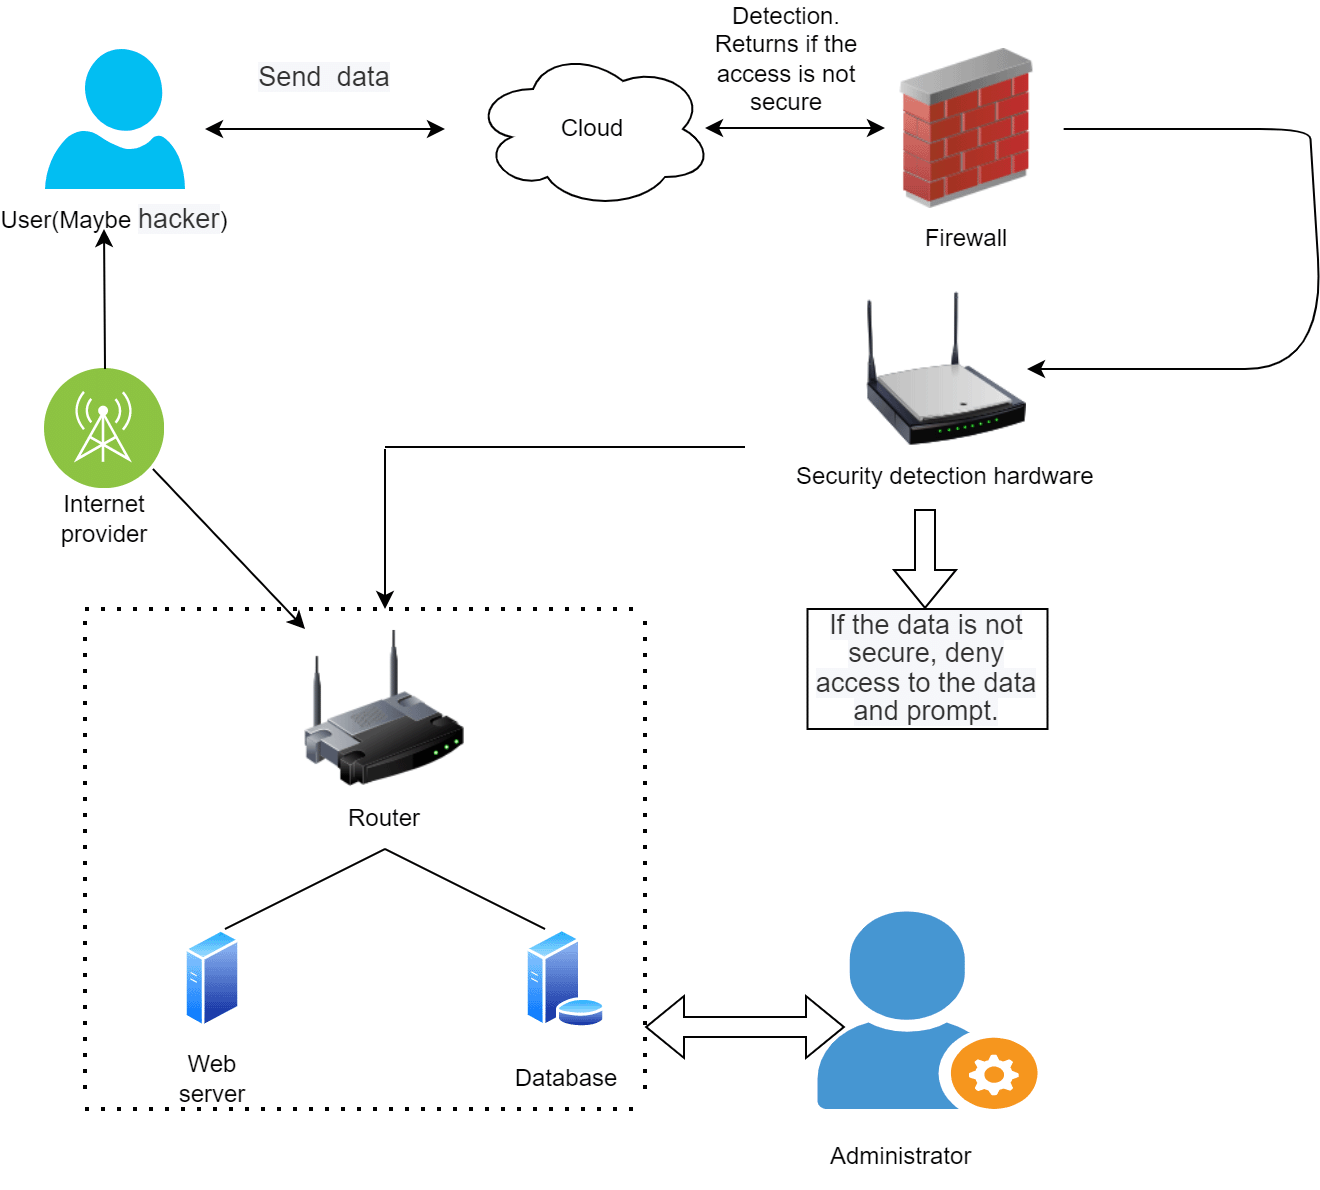 Detection.
Returns if the
access is not
secure
Send data
Cloud
User(Maybe hacker)
Firewall
Security detection hardware
Internet
provider
If the data is not
secure, deny
access to the data
and prompt.
Router
Web
server
Database
Administrator